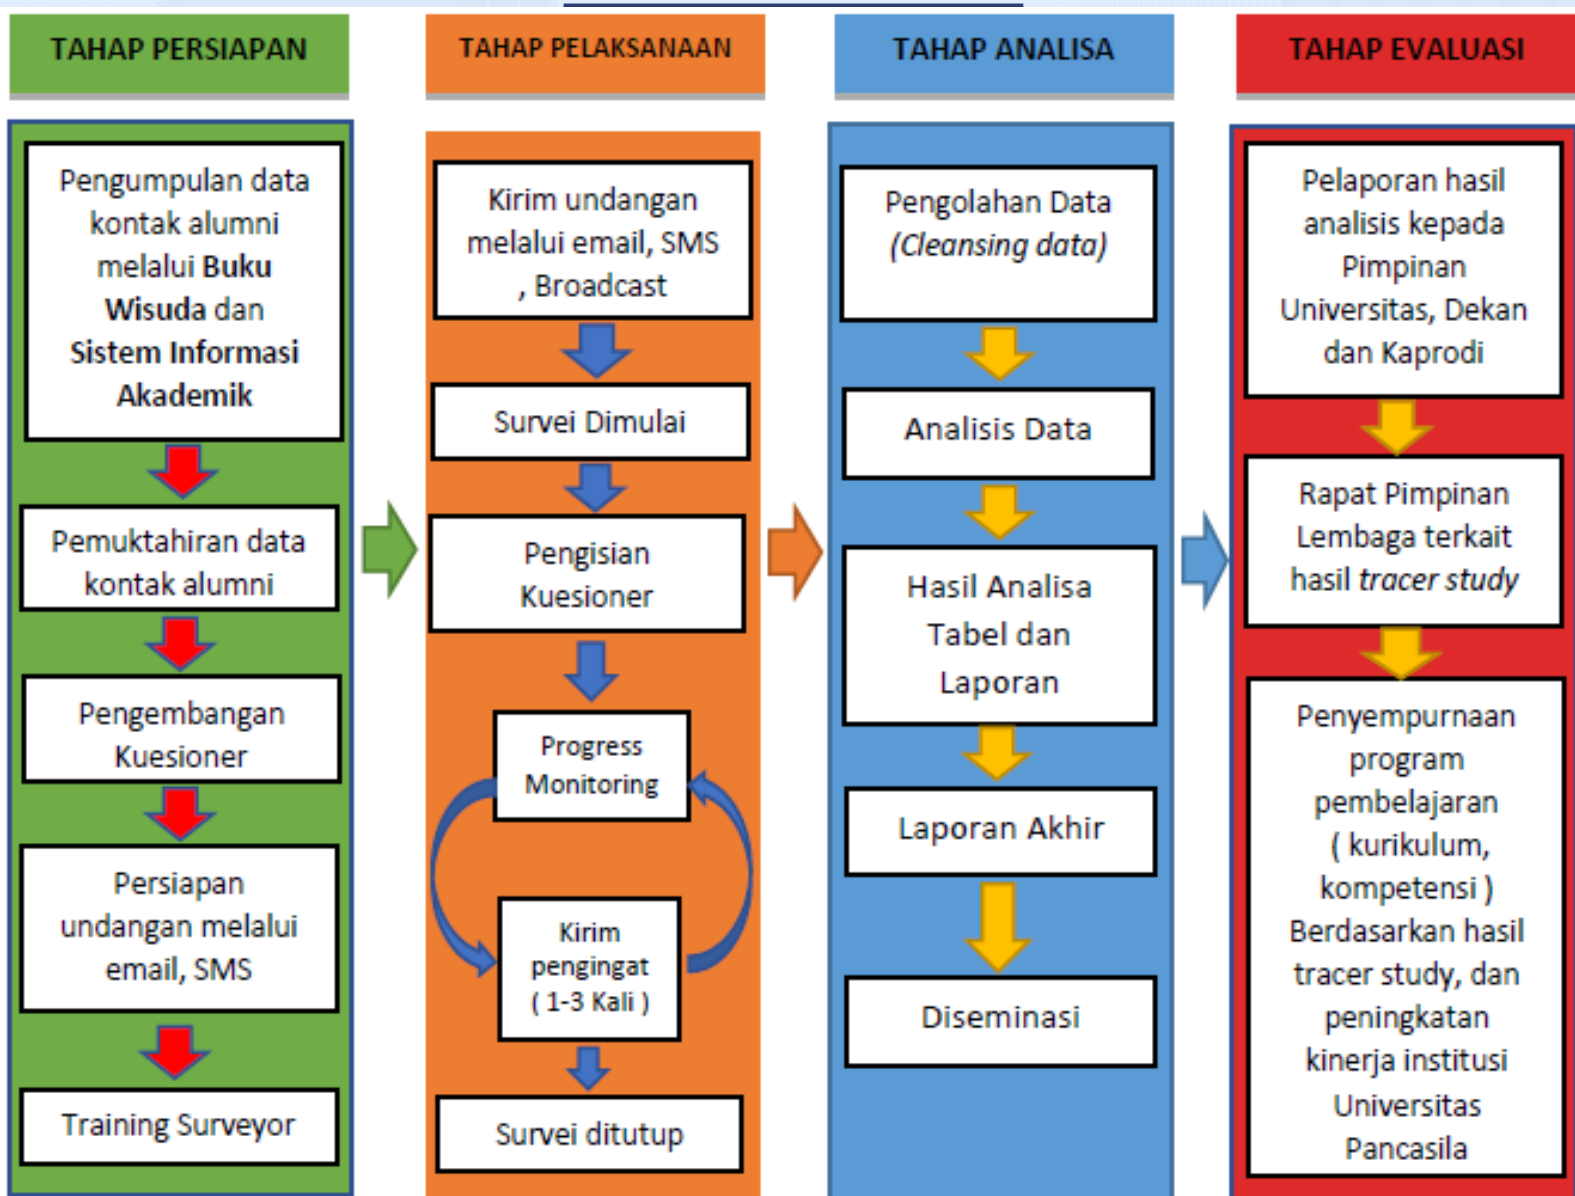 TAHAP PERSIAPAN
Pengumpulan data
kontak alumni
melalui Buku
Wisuda dan
Sistem Informasi
Akademik
Pemuktahiran data
kontak alumni
Pengembangan
Kuesioner
Persiapan
undangan melalui
email, SMS
Training Surveyor
TAHAP PELAKSANAAN
Kirim undangan
melalui email, SMS
, Broadcast
Survei Dimulai
Pengisian
Kuesioner
Progress
Monitoring
Kirim
pengingat
( 1-3 Kali )
Survei ditutup
TAHAP ANALISA
Pengolahan Data
(Cleansing data)
Analisis Data
Hasil Analisa
Tabel dan
Laporan
Laporan Akhir
Diseminasi
TAHAP EVALUASI
Pelaporan hasil
analisis kepada
Pimpinan
Universitas, Dekan
dan Kaprodi
Rapat Pimpinan
Lembaga terkait
hasil tracer study
Penyempurnaan
program
pembelajaran
( kurikulum,
kompetensi )
Berdasarkan hasil
tracer study, dan
peningkatan
kinerja institusi
Universitas
Pancasila